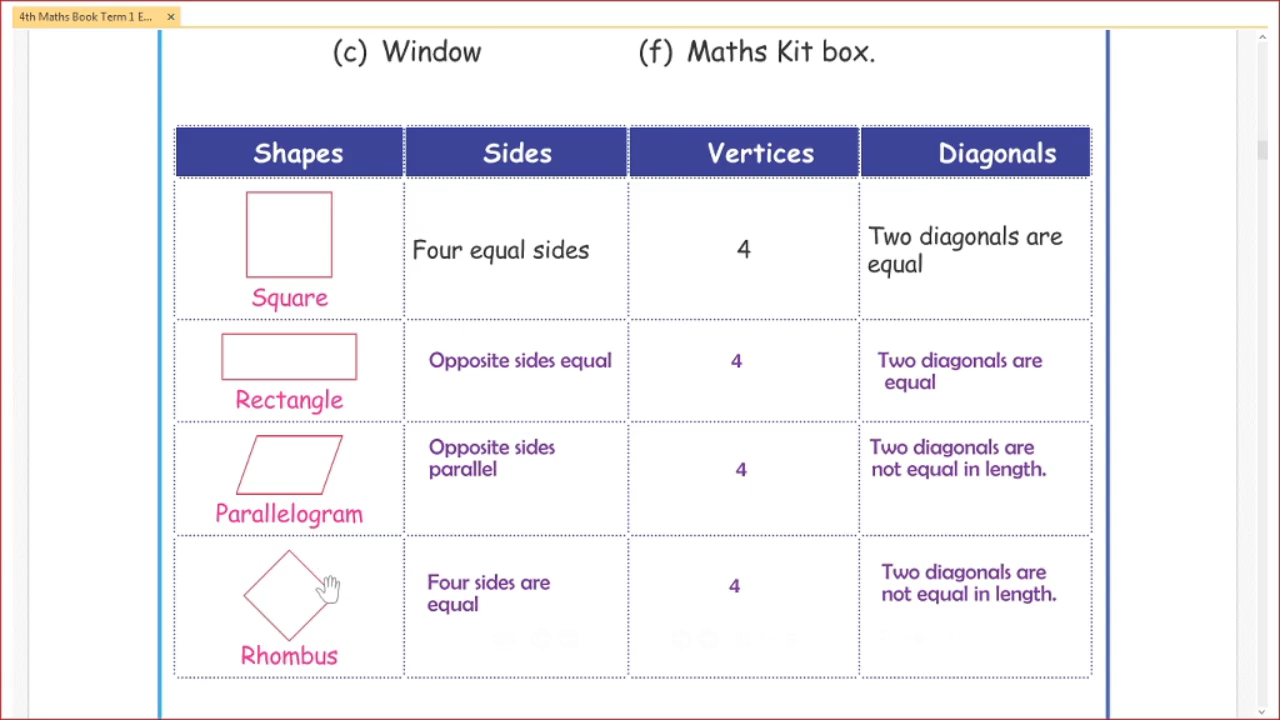 4th Maths Book Term 1 E...
(c) Window (f) Maths Kit box.
Shapes Sides Vertices Diagonals
Four equal sides 4 Two diagonals are
equal
Square
Opposite sides equal 4 Two diagonals are
equal
Rectangle
Opposite sides Two diagonals are
parallel 4 not equal in length.
Parallelogram
Four sides are 4 Two diagonals are
equal not equal in length.
Rhombus